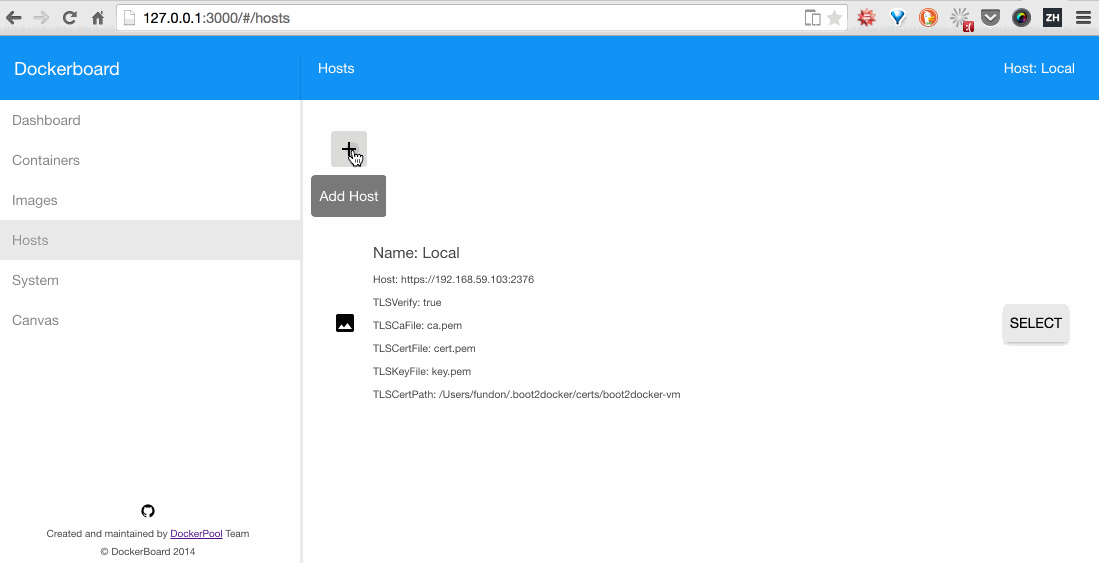 127.0.0.1:3000/#/hosts
ZH
Dockerboard
Hosts
Host: Local
Dashboard
Containers
Images
Hosts
System
Canvas
Add Host
Name: Local
Host: https://192.168.59.103:2376
TLSVerify: true
TLSCaFile: ca.pem
TLSCertFile: cert.pem
TLSKeyFile: key.pem
TLSCertPath: /Users/fundon/.boot2docker/certs/boot2docker-vm
SELECT
Created and maintained by DockerPool Team
© DockerBoard 2014